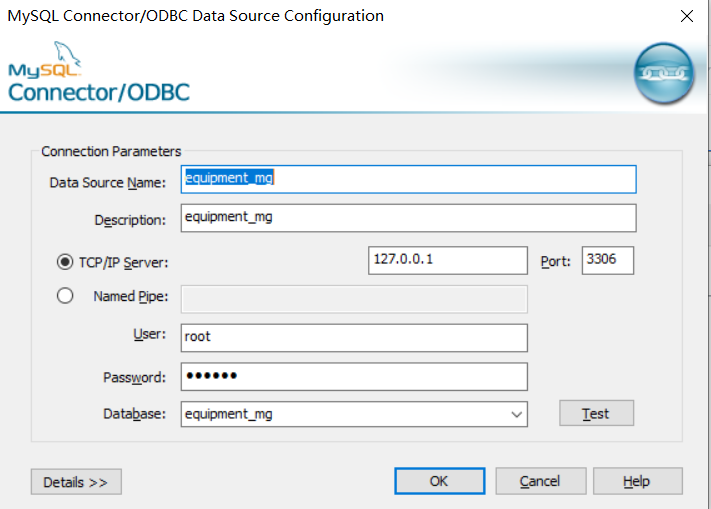 MySQL Connector/ODBC Data Source Configuration
MySQL
Connector/ODBC
Connection Parameters
Data Source Name: equipment_mg
Description: equipment_mg
TCP/IP Server: 127.0.0.1 Port: 3306
Named Pipe:
User: root
Password: ●●●●●●
Database: equipment_mg Test
Details >> OK Cancel Help